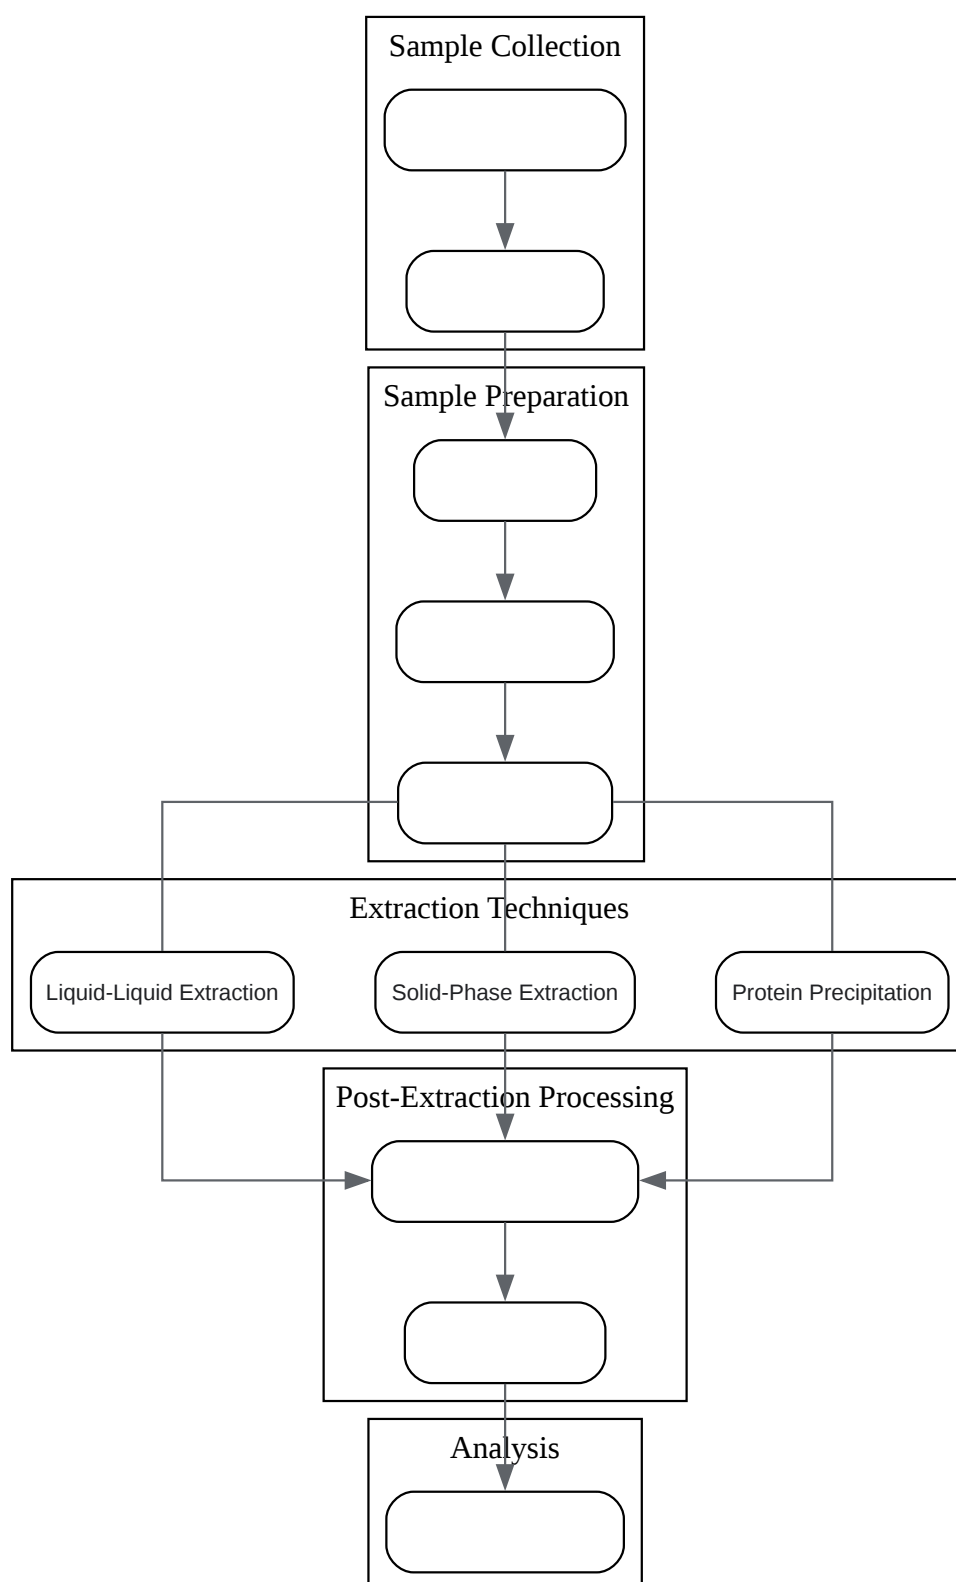 Sample Collection
Sample Preparation
Extraction Techniques
Liquid-Liquid Extraction
Solid-Phase Extraction
Protein Precipitation
Post-Extraction Processing
Analysis